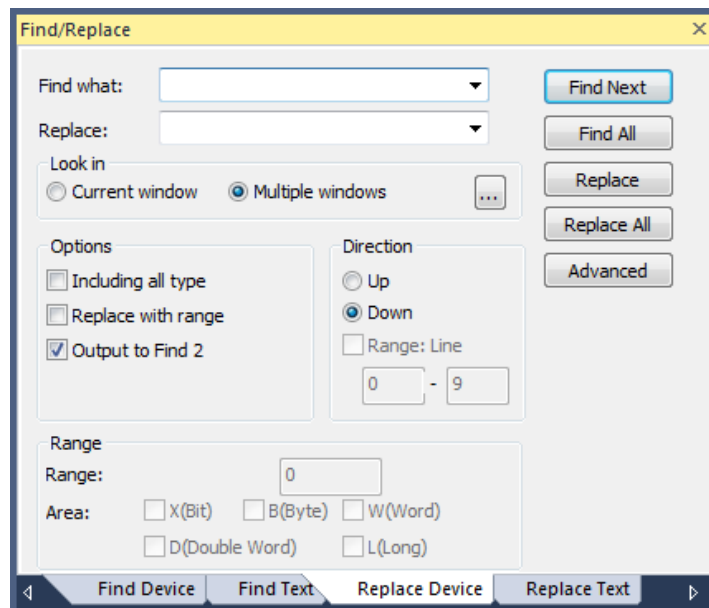 Find/Replace
Find what:
Find Next
Replace:
Find All
Look in
Current window Multiple windows ...
Replace
Replace All
Options
Including all type
Replace with range
Output to Find 2
Direction
Up
Down
Range: Line
0 - 9
Advanced
Range
Range: 0
Area: X(Bit) B(Byte) W(Word)
D(Double Word) L(Long)
Find Device Find Text Replace Device Replace Text